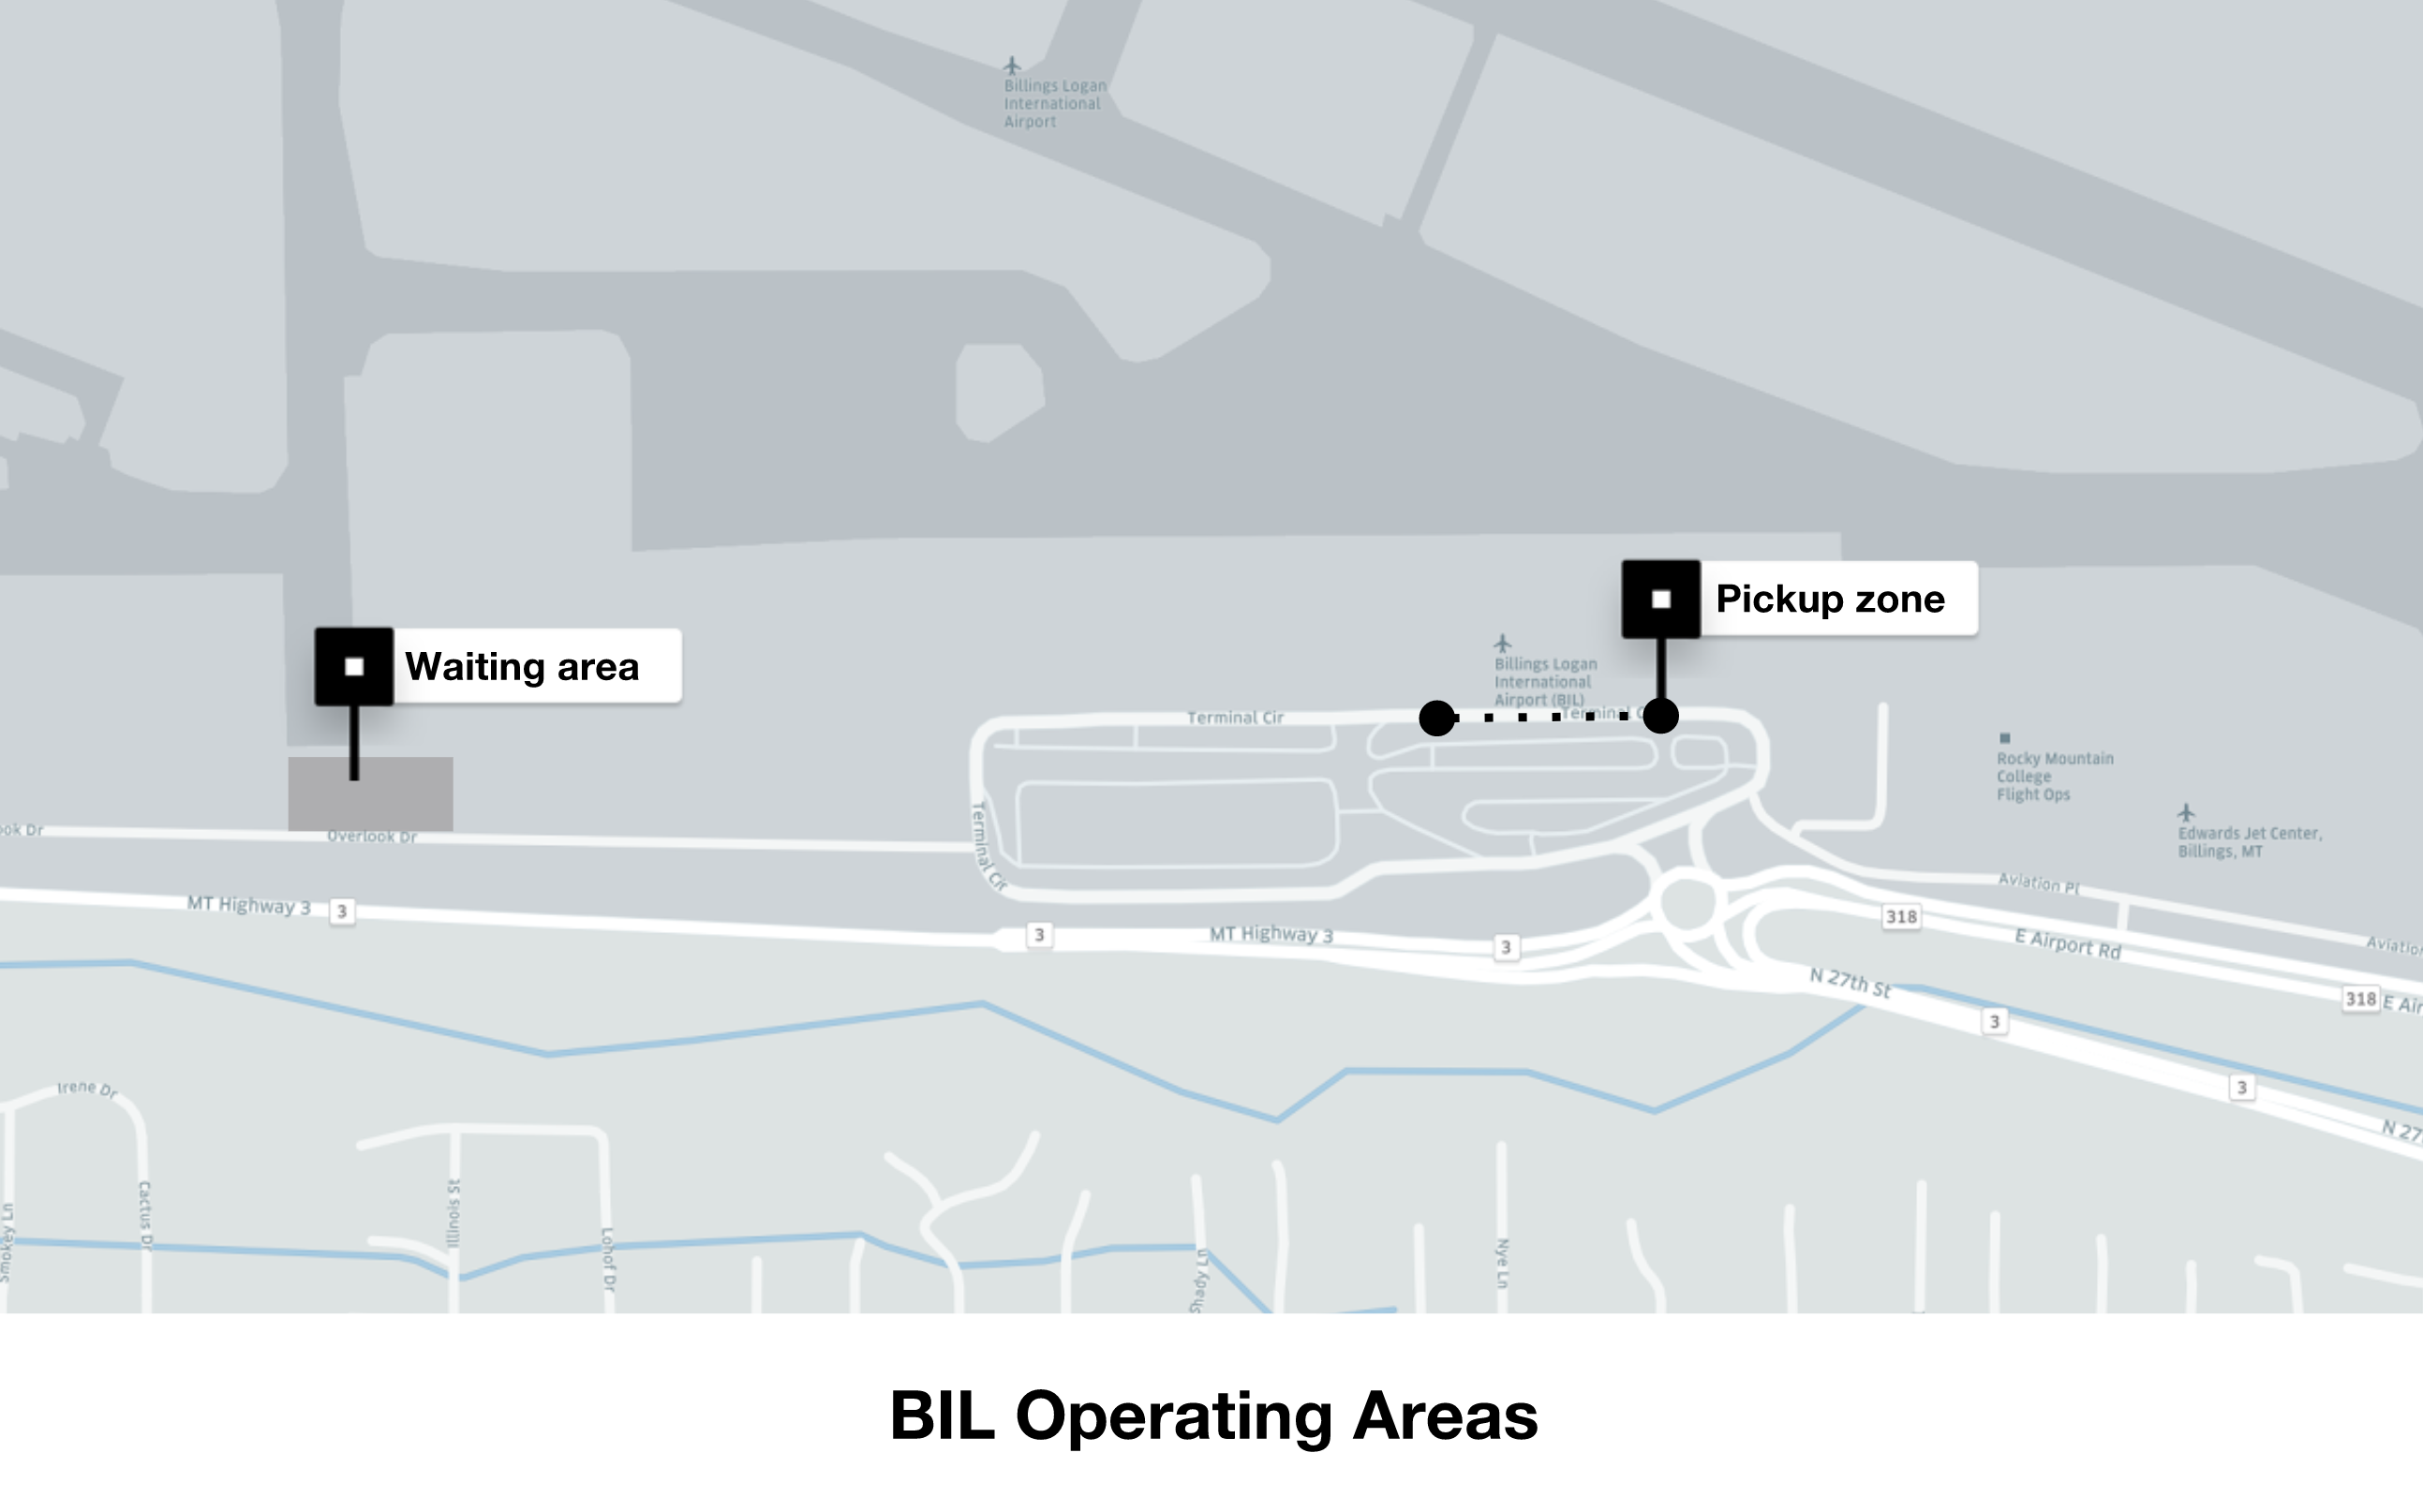 Billings Logan
International
Airport
Pickup zone
Waiting area
Billings Logan
International
Airport (BIL)
Terminal Cir
Terminal C
Rocky Mountain
College
Flight Ops
Edwards Jet Center,
Billings, MT
Terminal Cir
ook Dr
Overlook Dr
Aviation Pl
MT Highway 3
3
3
MT Highway 3
3
318
E Airport Rd
Aviation
N 27th St
318
E Air
3
3
N 27
Irene Dr
Smokey Ln
Cactus Dr
Illinois St
Lohof Dr
Shady Ln
Nye Ln
BIL Operating Areas